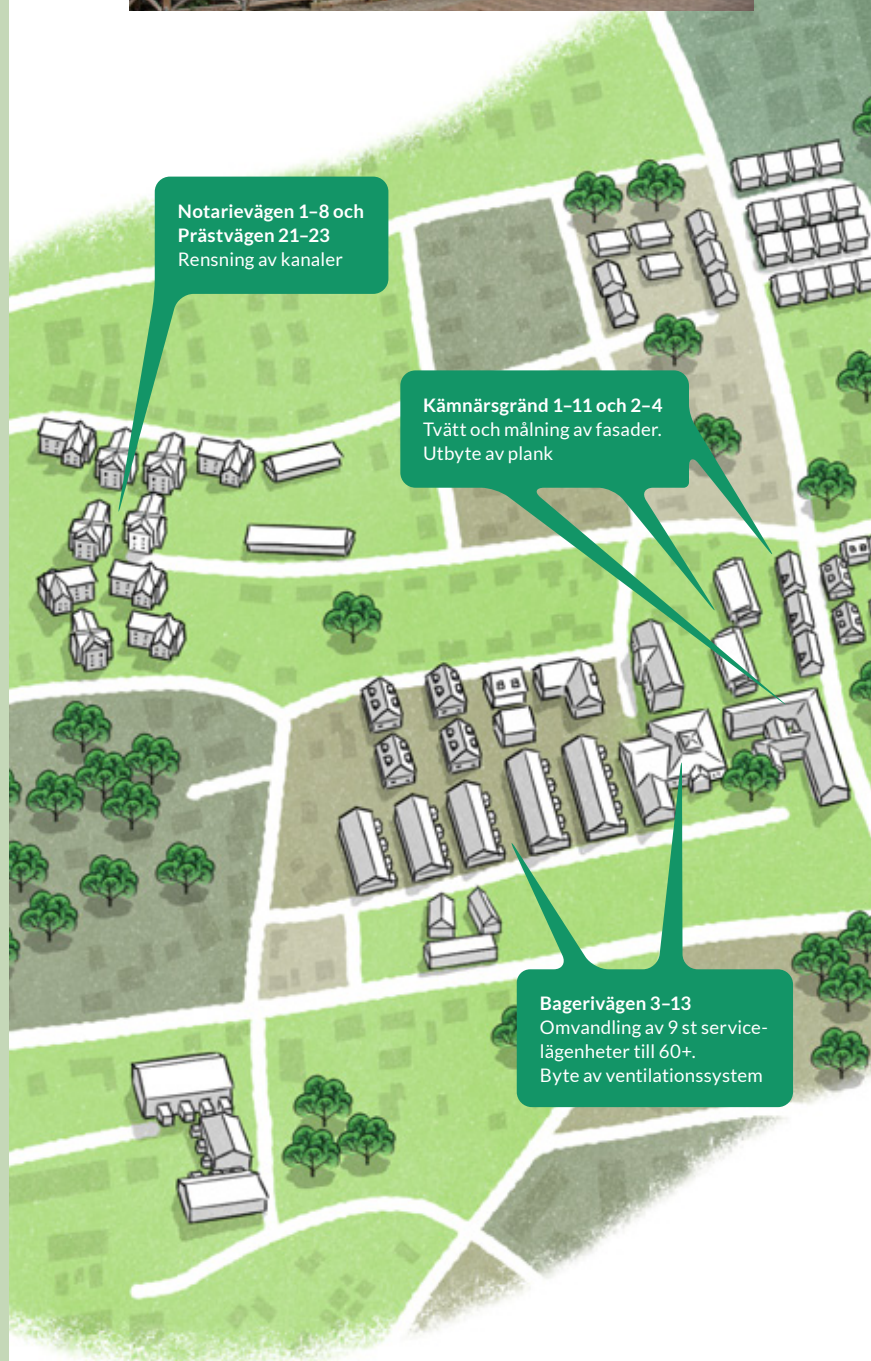 Notarievägen 1–8 och
Prästvägen 21–23
Rensning av kanaler
Kämnärsgränd 1–11 och 2–4
Tvätt och målning av fasader.
Utbyte av plank
Bagerivägen 3–13
Omvandling av 9 st service-
lägenheter till 60+.
Byte av ventilationssystem